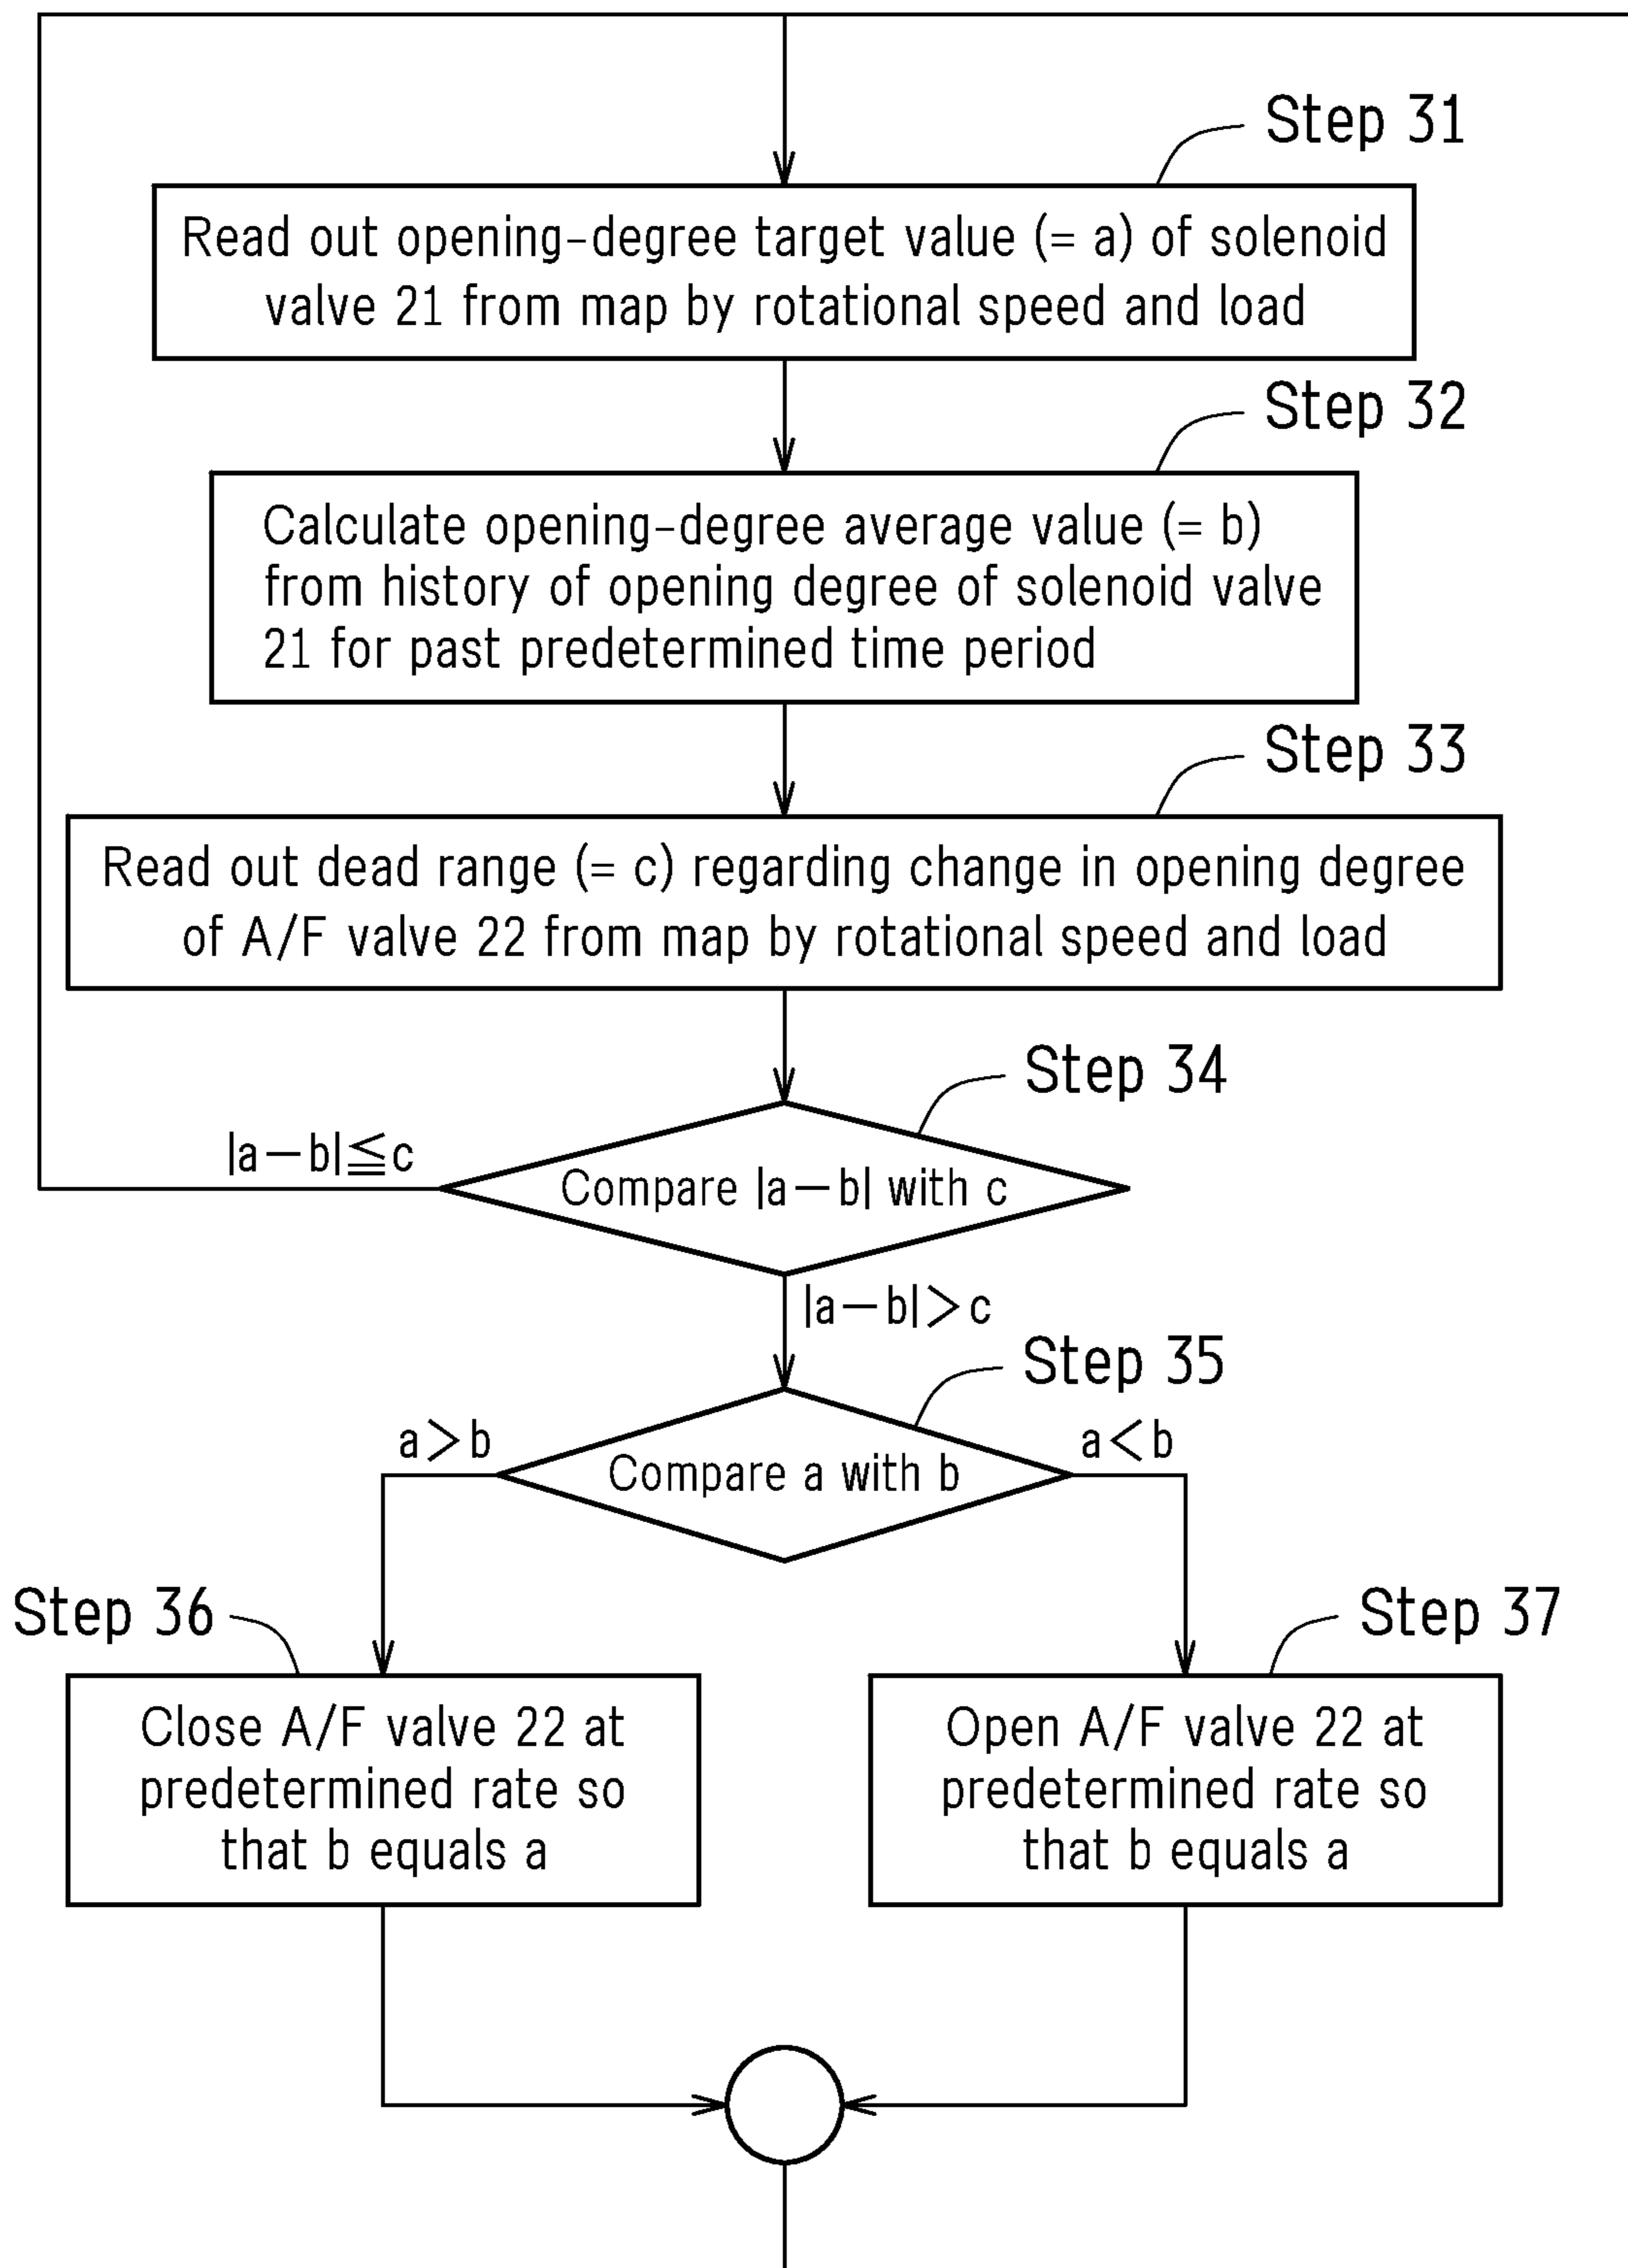 Step 31
Read out opening-degree target value (= a) of solenoid
valve 21 from map by rotational speed and load
Step 32
Calculate opening-degree average value (= b)
from history of opening degree of solenoid valve
21 for past predetermined time period
Step 33
Read out dead range (= c) regarding change in opening degree
of A/F valve 22 from map by rotational speed and load
Step 34
|a－b|≦c
Compare |a－b| with c
|a－b|＞c
Step 35
a＞b
a＜b
Compare a with b
Step 36
Step 37
Close A/F valve 22 at
predetermined rate so
that b equals a
Open A/F valve 22 at
predetermined rate so
that b equals a